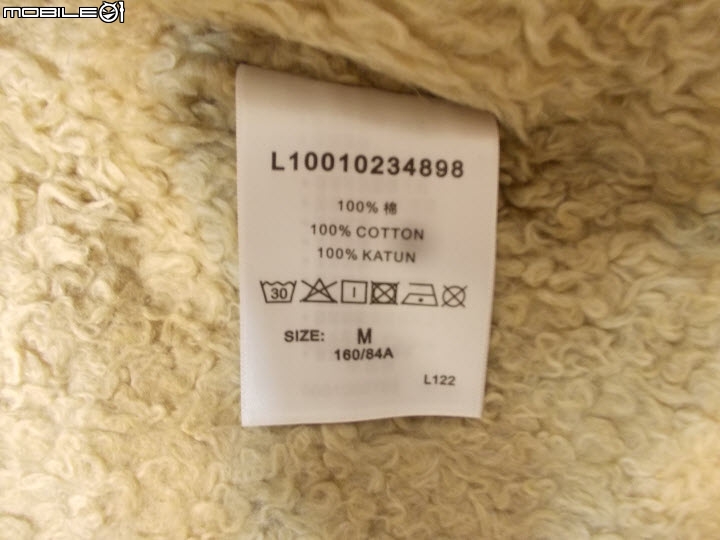 MOBILE01
L10010234898
100% 棉
100% COTTON
100% KATUN
30
SIZE: M
160/84A
L122